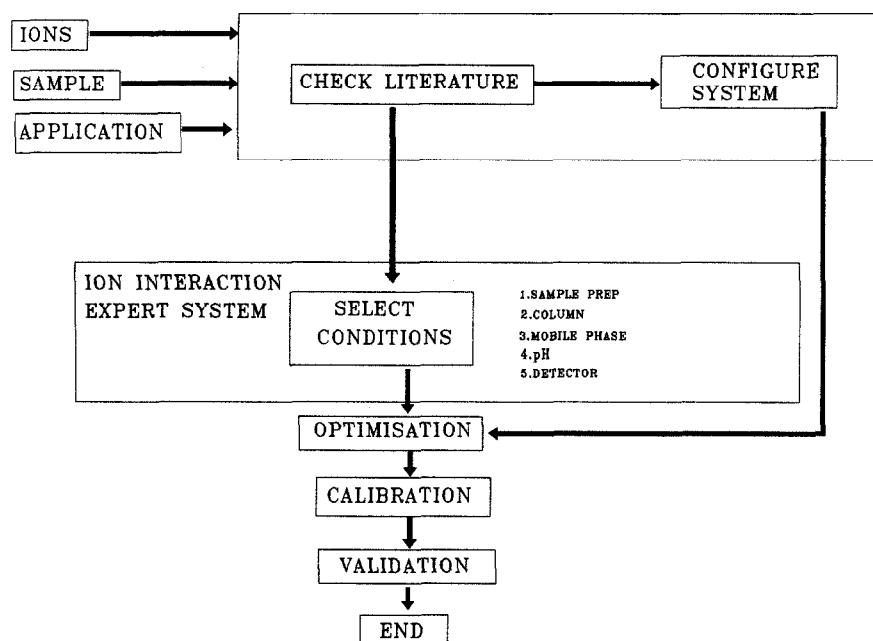 IONS
SAMPLE
APPLICATION
CHECK LITERATURE
CONFIGURE
SYSTEM
ION INTERACTION
EXPERT SYSTEM
SELECT
CONDITIONS
1.SAMPLE PREP
2.COLUMN
3.MOBILE PHASE
4.pH
5.DETECTOR
OPTIMISATION
CALIBRATION
VALIDATION
END